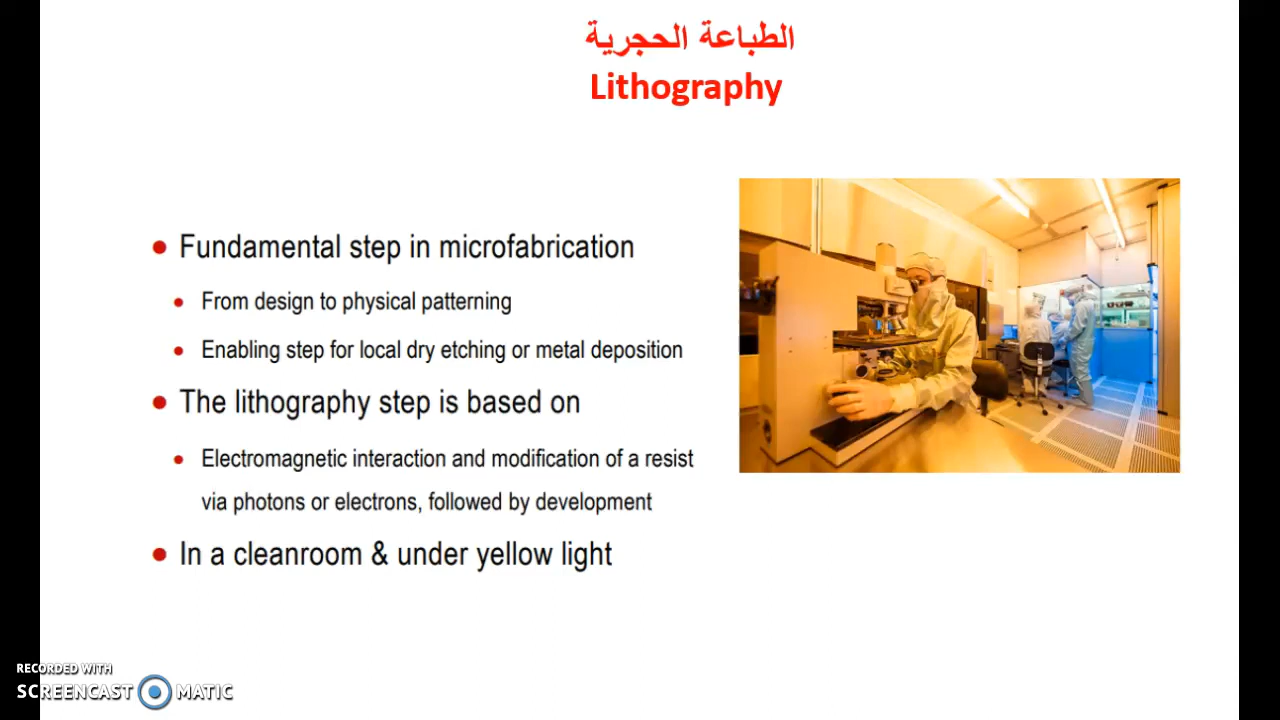 الطباعة الحجرية
Lithography
Fundamental step in microfabrication
From design to physical patterning
Enabling step for local dry etching or metal deposition
The lithography step is based on
Electromagnetic interaction and modification of a resist
via photons or electrons, followed by development
In a cleanroom & under yellow light
RECORDED WITH
SCREENCAST MATIC